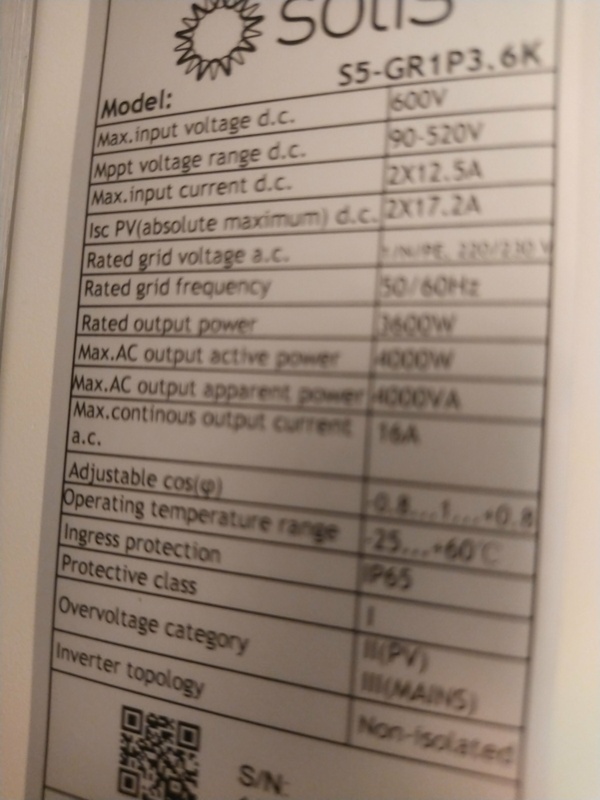 solis
Model: S5-GR1P3.6K
Max.input voltage d.c. 600V
Mppt voltage range d.c. 90-520V
Max.input current d.c. 2X12.5A
Isc PV(absolute maximum) d.c. 2X17.2A
Rated grid voltage a.c. 1/N/PE, 220/230 V
Rated grid frequency 50/60Hz
Rated output power 3600W
Max.AC output active power 4000W
Max.AC output apparent power 4000VA
Max.continous output current a.c. 16A
Adjustable cos(φ) -0.8...1...+0.8
Operating temperature range -25...+60℃
Ingress protection IP65
Protective class I
Overvoltage category II(PV)
III(MAINS)
Inverter topology Non-Isolated
S/N: